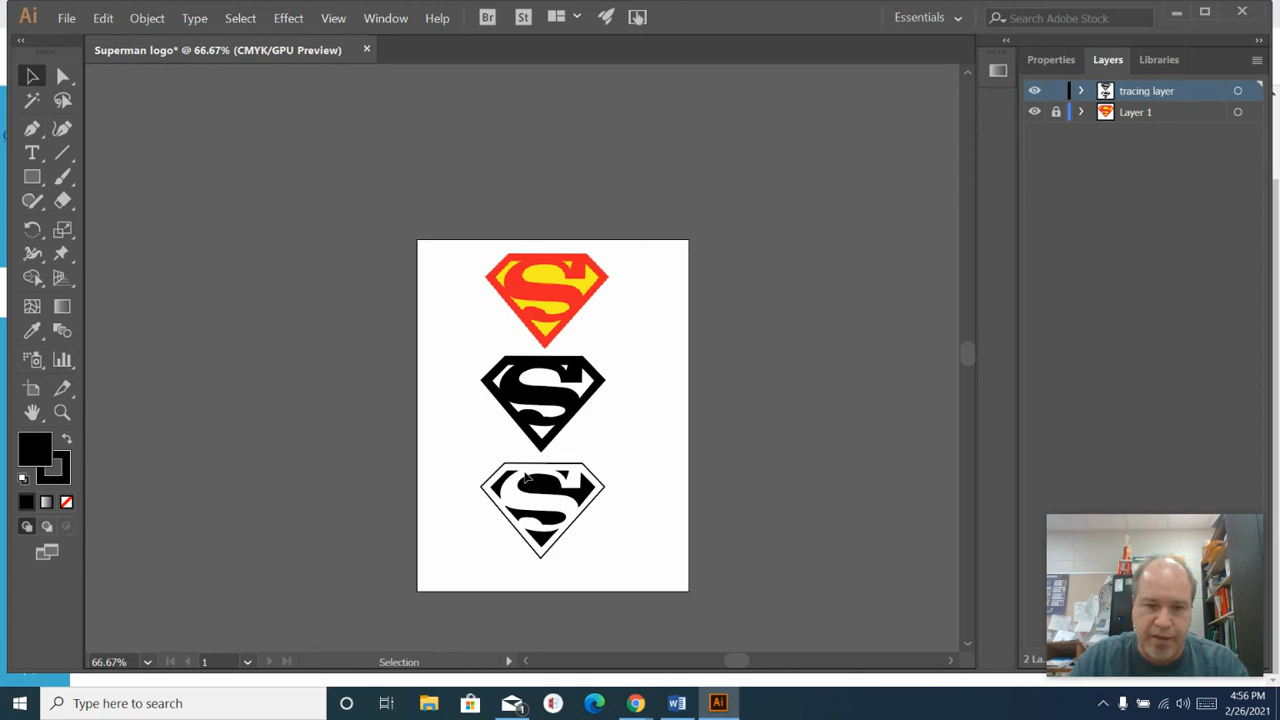 Ai File Edit Object Type Select Effect View Window Help Br St Essentials Search Adobe Stock
Superman logo* @ 66.67% (CMYK/GPU Preview)
Properties Layers Libraries
tracing layer
Layer 1
T
S
S
S
66.67% 1 Selection
2 La...
Type here to search
1
Ai
4:56 PM
2/26/2021